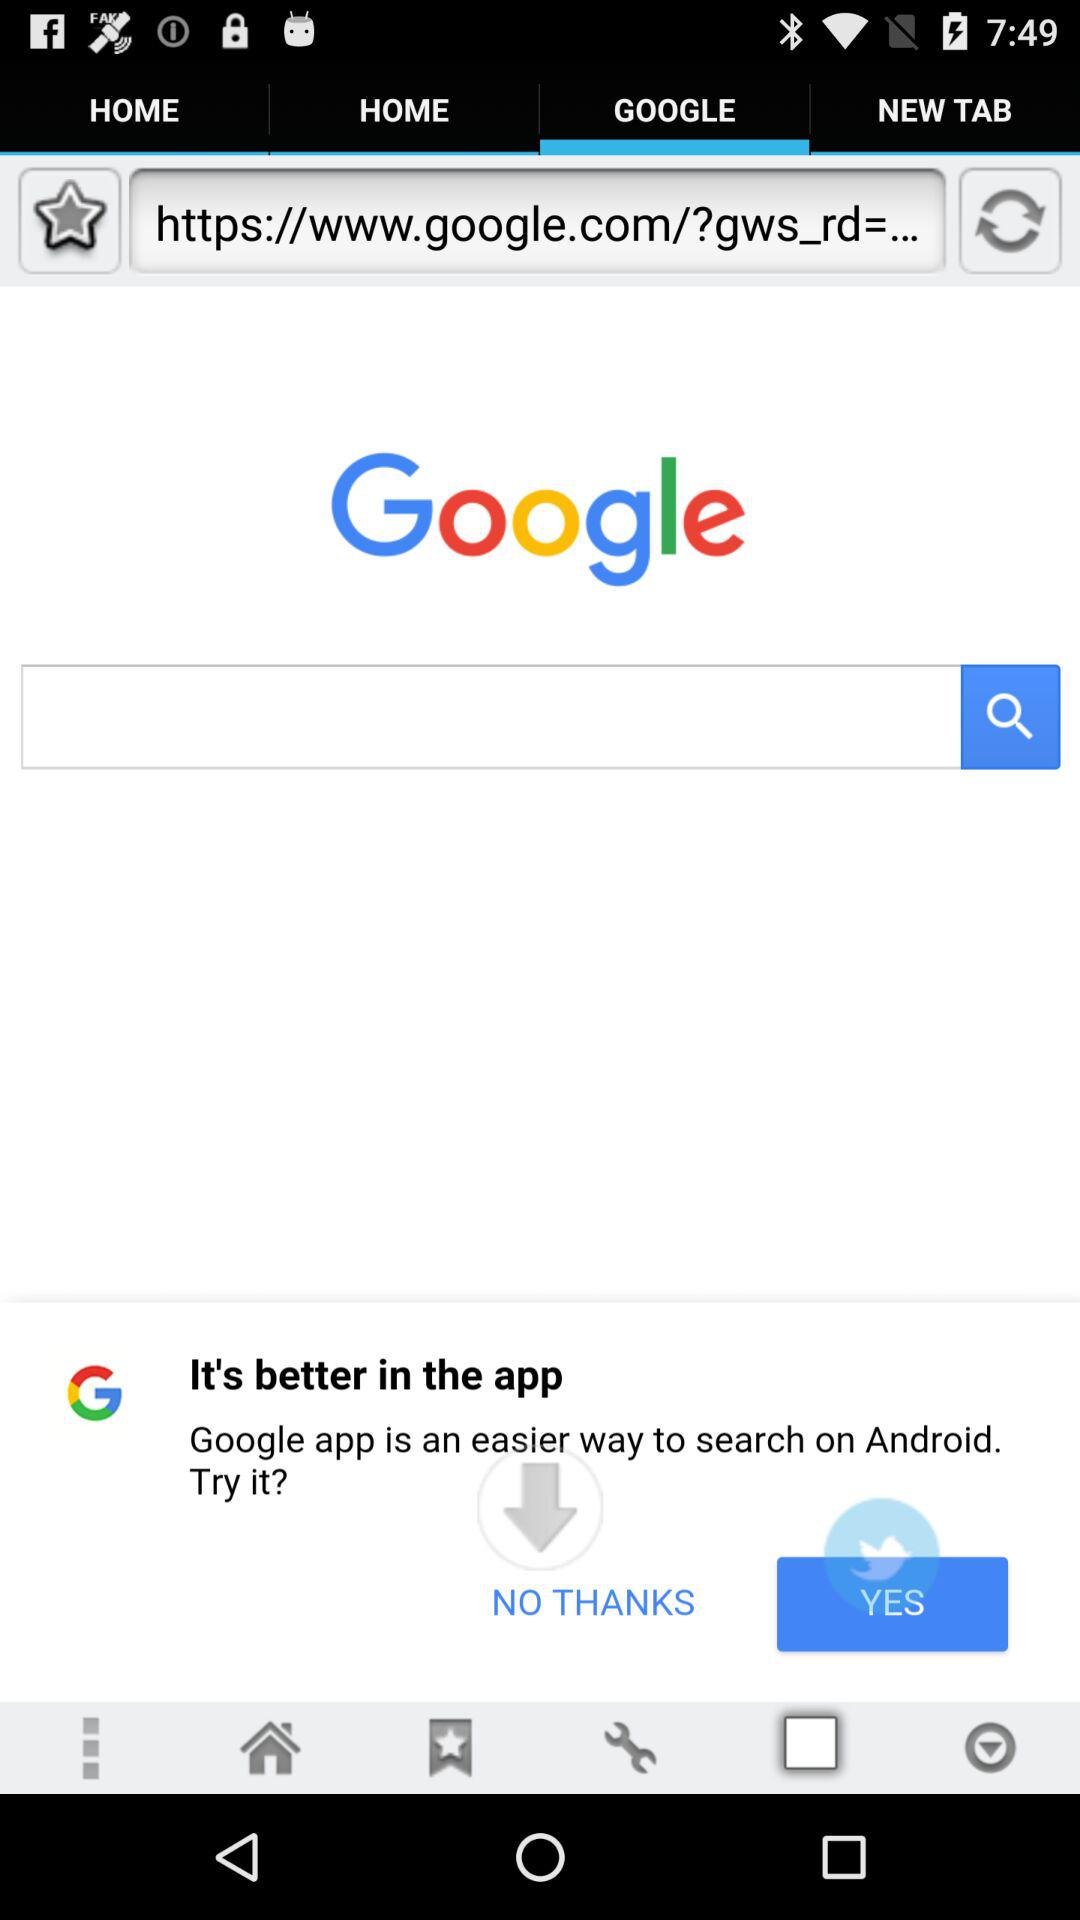 FAKE 7:49
HOME HOME GOOGLE NEW TAB
https://www.google.com/?gws_rd=...
Google
It's better in the app
Google app is an easier way to search on Android.
Try it?
NO THANKS YES